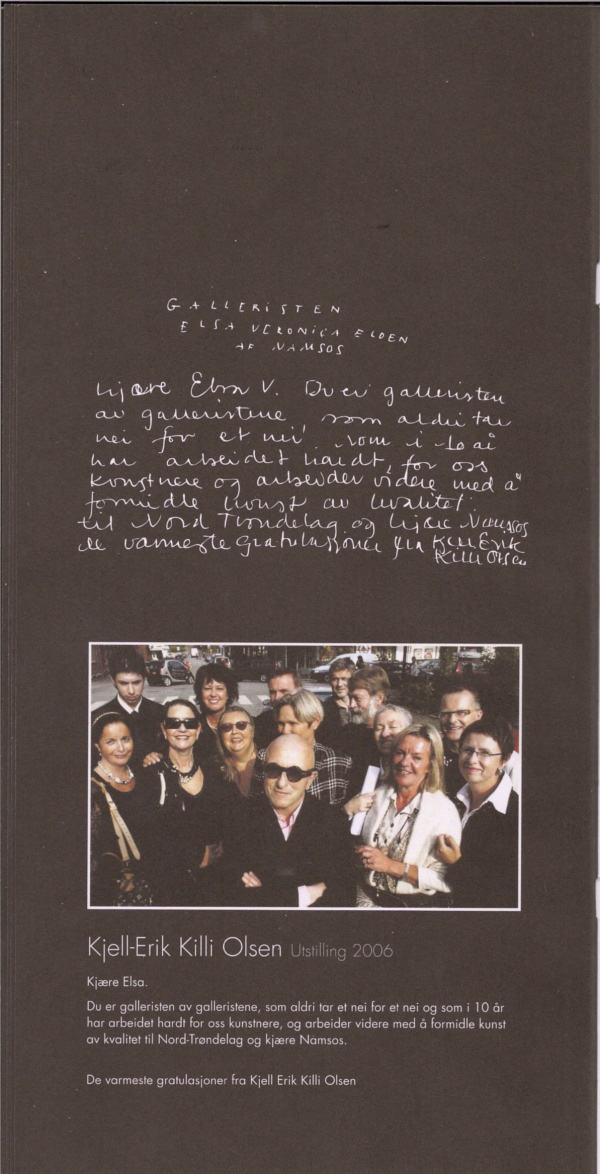 GALLERISTEN
ELSA VERONICA ELDEN
AF NAMSOS
Kjære Elsa V. Du er galleristen
av galleristene, som aldri tar
nei for et nei, som i 10 år
har arbeidet hardt, for oss
kunstnere og arbeider videre med å
formidle kunst av kvalitet
til Nord Trøndelag og kjære Namsos
de varmeste gratulasjoner fra Kjell Erik
Killi Olsen
Kjell-Erik Killi Olsen Utstilling 2006
Kjære Elsa.
Du er galleristen av galleristene, som aldri tar et nei for et nei og som i 10 år
har arbeidet hardt for oss kunstnere, og arbeider videre med å formidle kunst
av kvalitet til Nord-Trøndelag og kjære Namsos.
De varmeste gratulasjoner fra Kjell Erik Killi Olsen